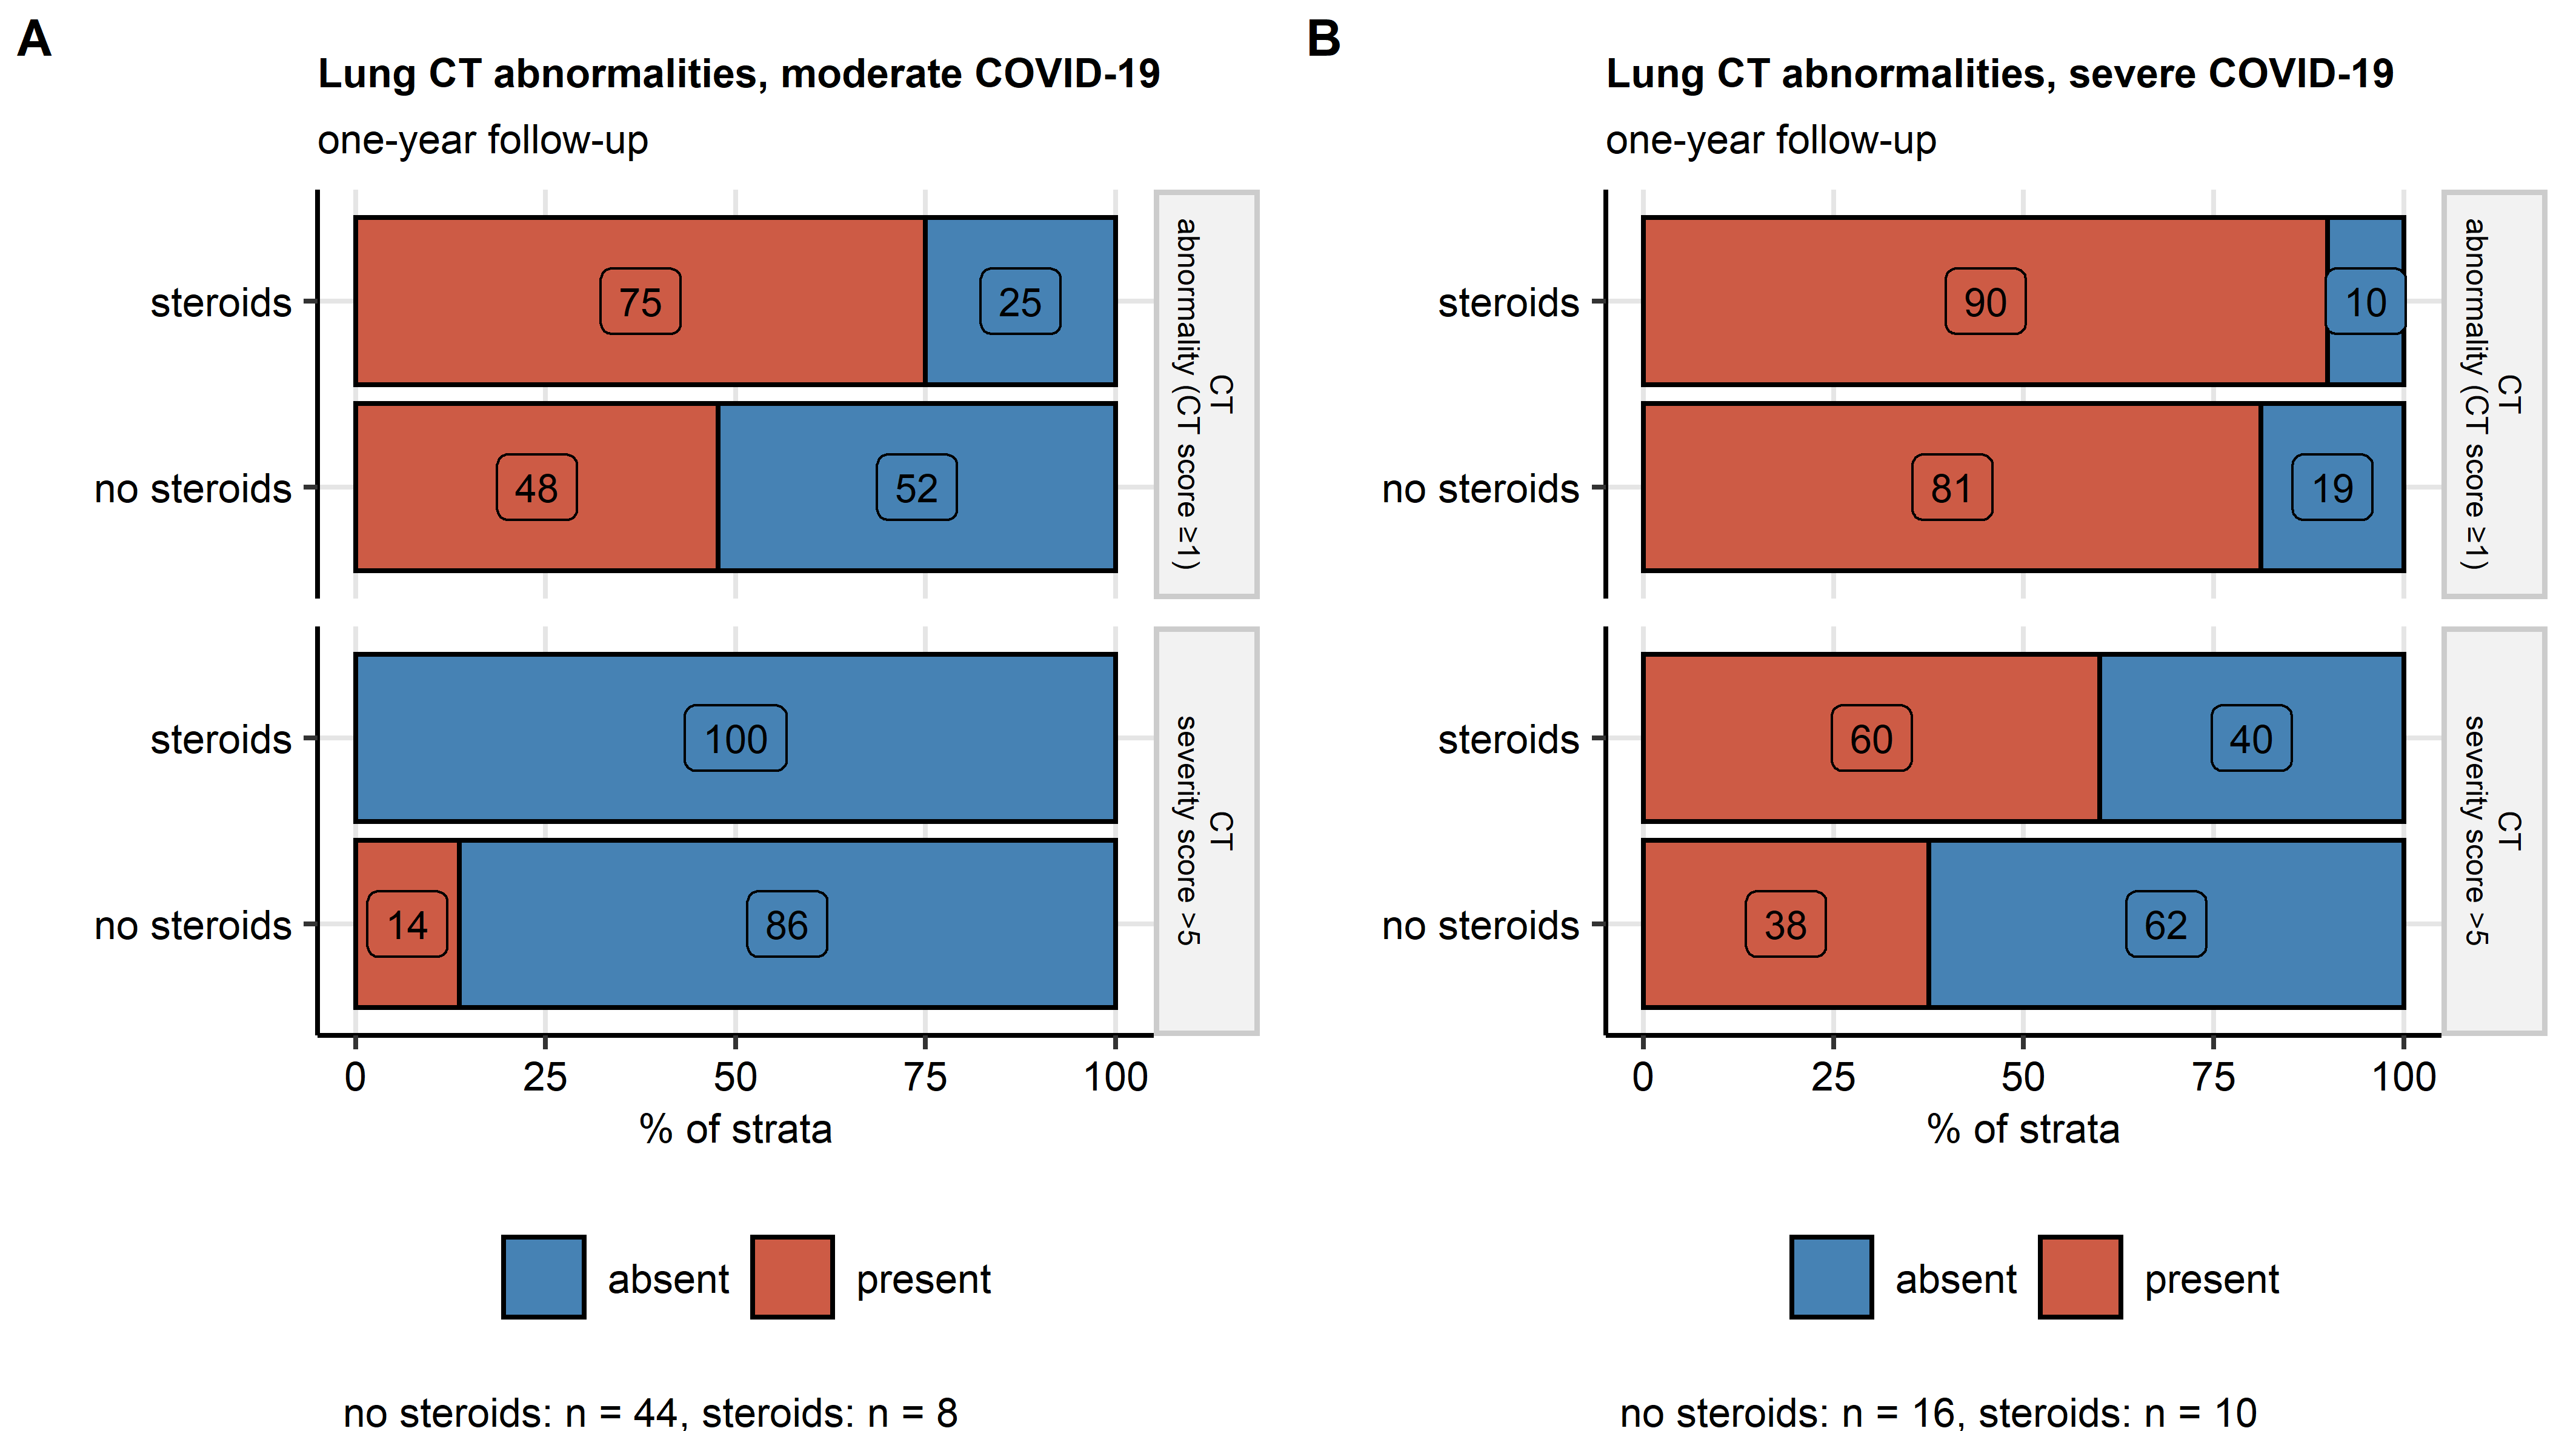 A
Lung CT abnormalities, moderate COVID-19
one-year follow-up
steroids
75
25
no steroids
48
52
CT
abnormality (CT score ≥1)
steroids
100
no steroids
14
86
CT
severity score >5
0 25 50 75 100
% of strata
absent present
no steroids: n = 44, steroids: n = 8
B
Lung CT abnormalities, severe COVID-19
one-year follow-up
steroids
90
10
no steroids
81
19
CT
abnormality (CT score ≥1)
steroids
60
40
no steroids
38
62
CT
severity score >5
0 25 50 75 100
% of strata
absent present
no steroids: n = 16, steroids: n = 10